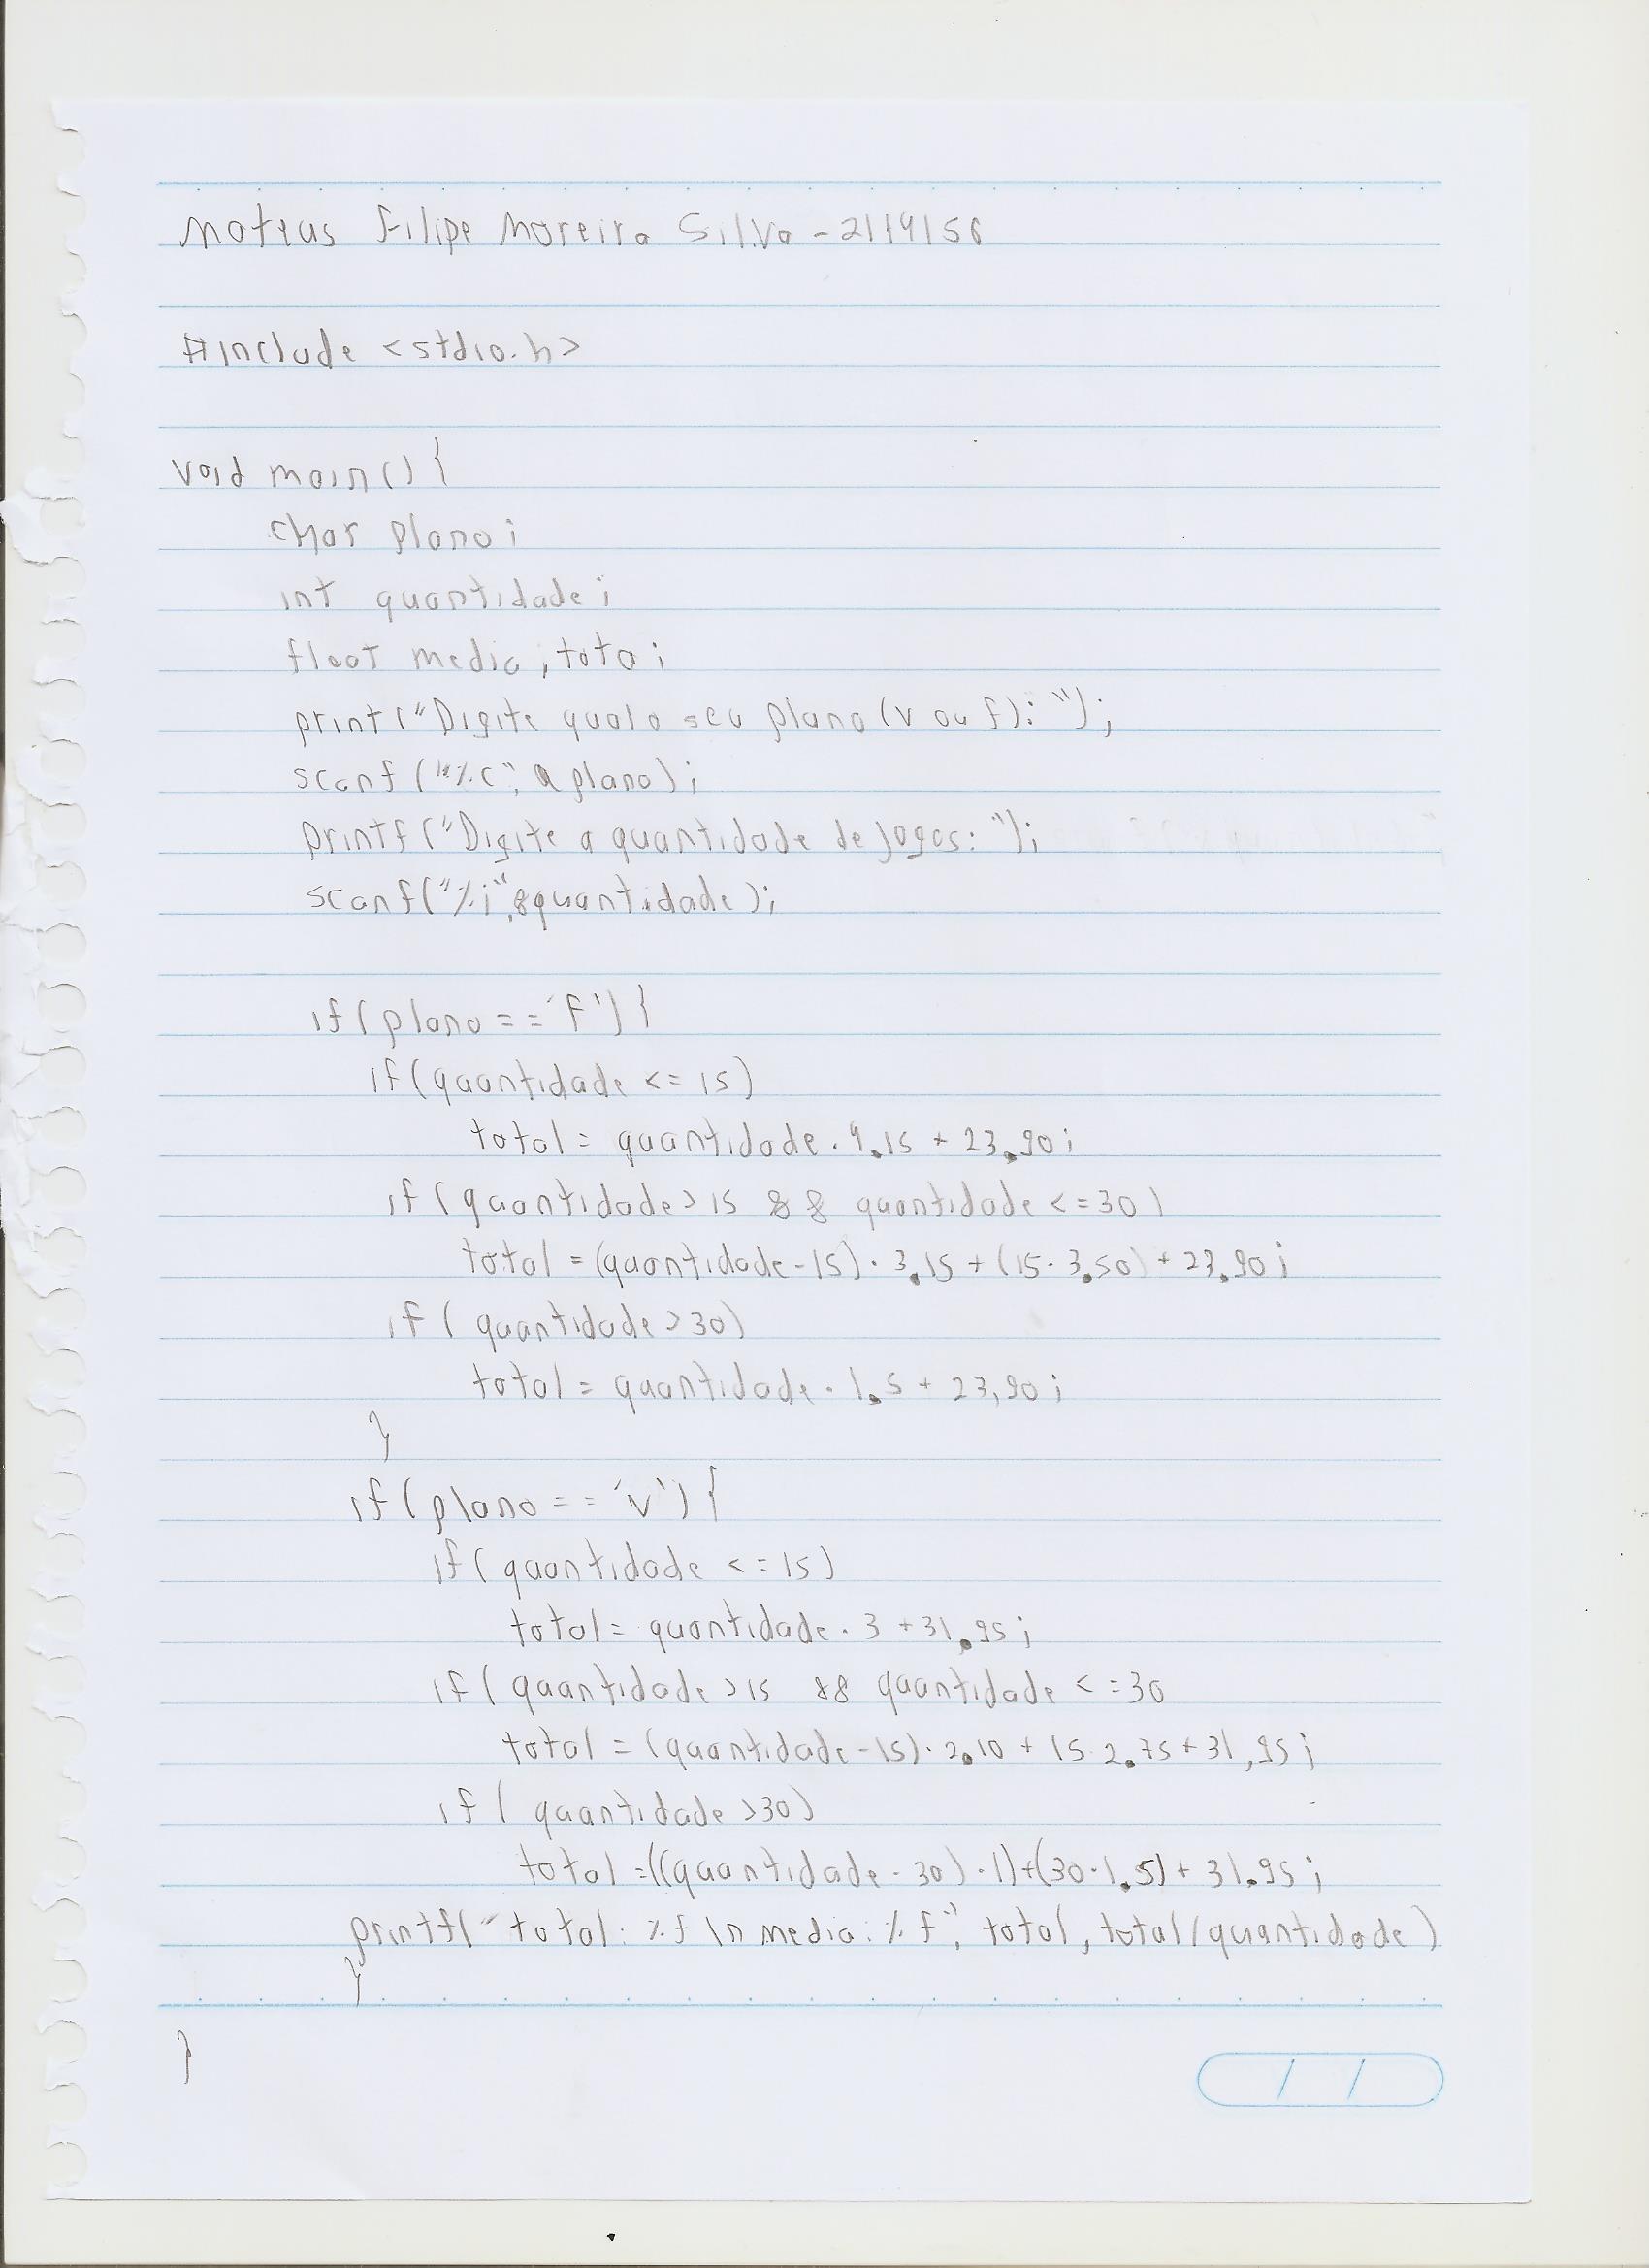 Mateus Filipe Moreira Silva - 2119156
#include <stdio.h>
void main(){
char plano;
int quantidade;
float media, tota;
print("Digite qual o seu plano (v ou f): ");
scanf("%c", &plano);
printf("Digite a quantidade de jogos: ");
scanf("%i", &quantidade);
if(plano == 'f'){
if(quantidade <= 15)
total = quantidade . 4.15 + 23.90;
if(quantidade > 15 && quantidade <= 30)
total = (quantidade - 15) . 3.15 + (15 . 3.50) + 23.90;
if( quantidade > 30)
total = quantidade . 1.5 + 23,90;
}
if(plano == 'v'){
if(quantidade <= 15)
total = quantidade . 3 + 31.95;
if(quantidade > 15 && quantidade <= 30
total = (quantidade - 15) . 2.10 + 15 . 2.75 + 31,95;
if( quantidade > 30)
total = ((quantidade - 30) . 1) + (30 . 1.5) + 31.95;
printf(" total: %f \n media: %f", total, total/quantidade)
}
}